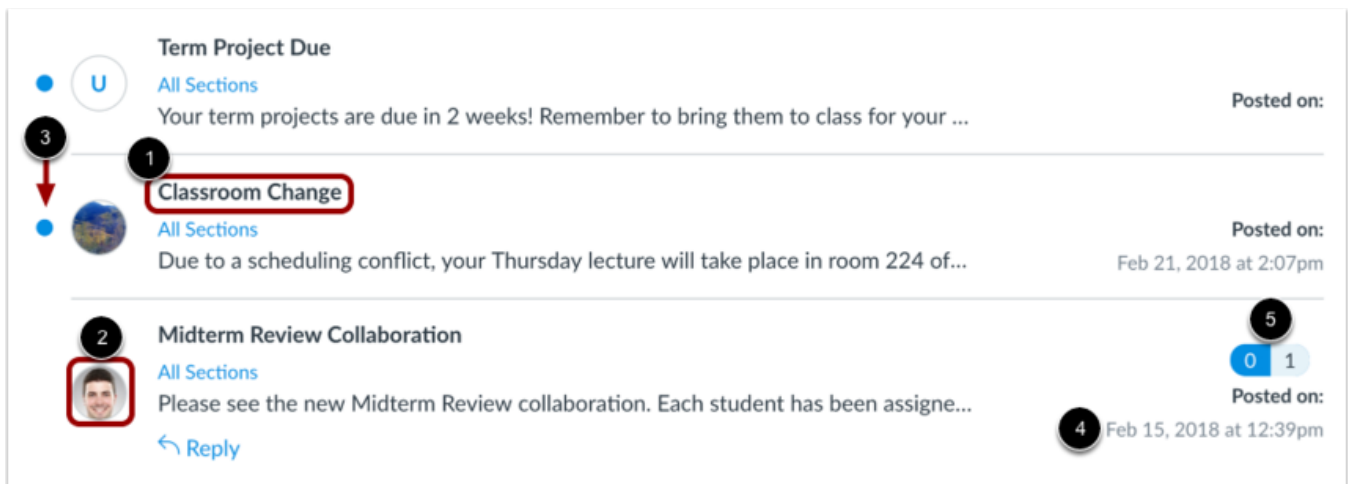 Term Project Due
U
All Sections
Your term projects are due in 2 weeks! Remember to bring them to class for your ...
Posted on:
3
1
Classroom Change
All Sections
Due to a scheduling conflict, your Thursday lecture will take place in room 224 of...
Posted on:
Feb 21, 2018 at 2:07pm
2
Midterm Review Collaboration
5
0 1
All Sections
Please see the new Midterm Review collaboration. Each student has been assigne...
Posted on:
4
Feb 15, 2018 at 12:39pm
Reply